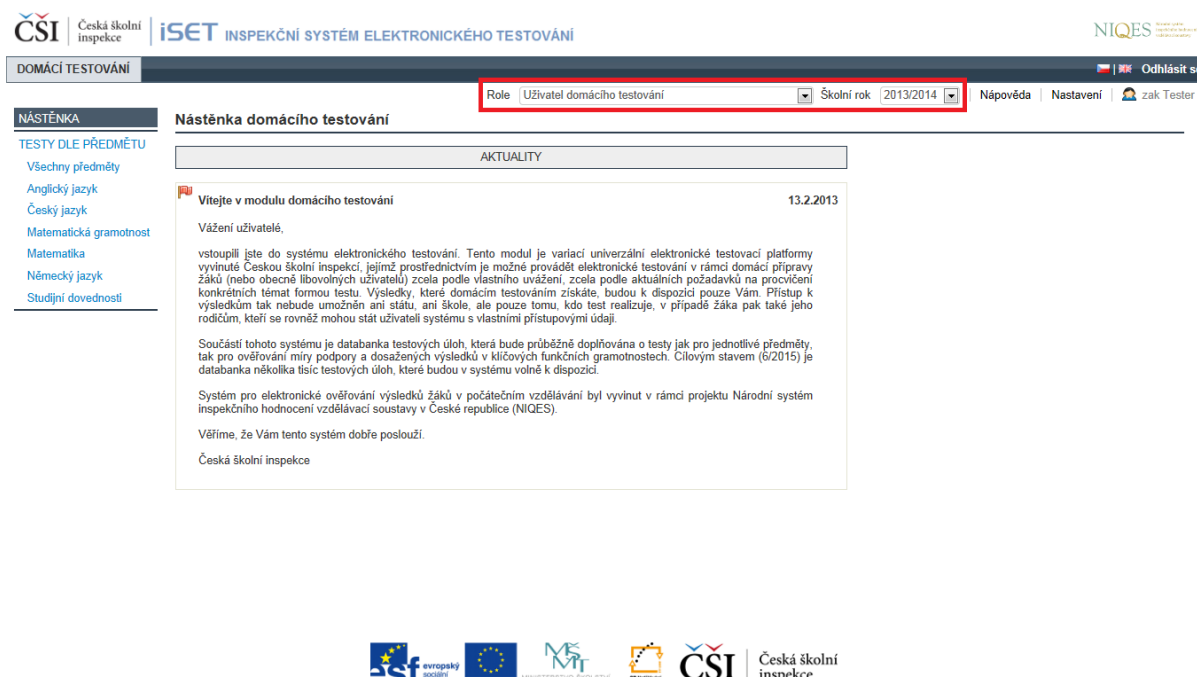 ČŠI Česká školní inspekce iSET INSPEKČNÍ SYSTÉM ELEKTRONICKÉHO TESTOVÁNÍ NIQES
DOMÁCÍ TESTOVÁNÍ Odhlásit s
Role Uživatel domácího testování Školní rok 2013/2014 Nápověda Nastavení zak Tester
NÁSTĚNKA
TESTY DLE PŘEDMĚTU
Všechny předměty
Anglický jazyk
Český jazyk
Matematická gramotnost
Matematika
Německý jazyk
Studijní dovednosti
Nástěnka domácího testování
AKTUALITY
Vítejte v modulu domácího testování 13.2.2013
Vážení uživatelé,
vstoupili jste do systému elektronického testování. Tento modul je variací univerzální elektronické testovací platformy
vyvinuté Českou školní inspekcí, jejímž prostřednictvím je možné provádět elektronické testování v rámci domácí přípravy
žáků (nebo obecně libovolných uživatelů) zcela podle vlastního uvážení, zcela podle aktuálních požadavků na procvičení
konkrétních témat formou testu. Výsledky, které domácím testováním získáte, budou k dispozici pouze Vám. Přístup k
výsledkům tak nebude umožněn ani státu, ani škole, ale pouze tomu, kdo test realizuje, v případě žáka pak také jeho
rodičům, kteří se rovněž mohou stát uživateli systému s vlastními přístupovými údaji.
Součástí tohoto systému je databanka testových úloh, která bude průběžně doplňována o testy jak pro jednotlivé předměty,
tak pro ověřování míry podpory a dosažených výsledků v klíčových funkčních gramotnostech. Cílovým stavem (6/2015) je
databanka několika tisíc testových úloh, které budou v systému volně k dispozici.
Systém pro elektronické ověřování výsledků žáků v počátečním vzdělávání byl vyvinut v rámci projektu Národní systém
inspekčního hodnocení vzdělávací soustavy v České republice (NIQES).
Věříme, že Vám tento systém dobře poslouží.
Česká školní inspekce
esf evropský sociální MŠMT ČŠI Česká školní inspekce